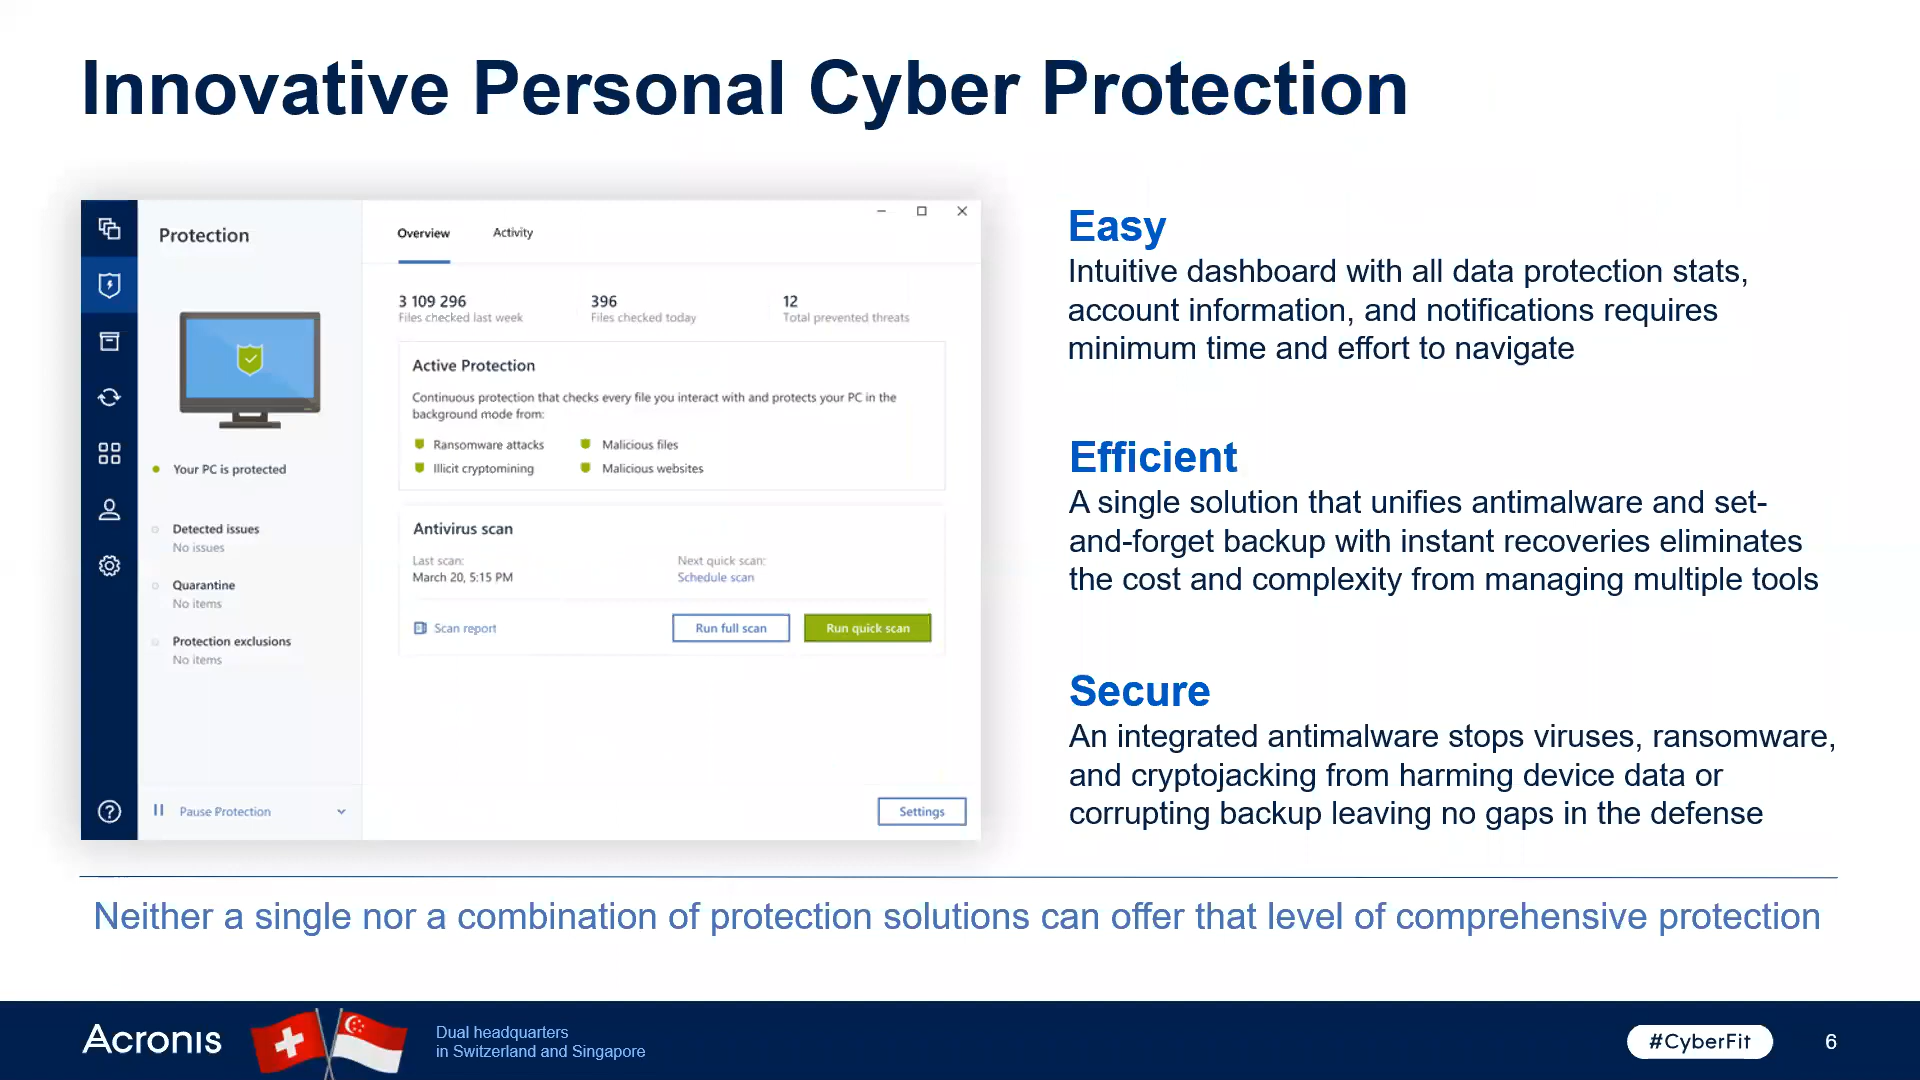 Innovative Personal Cyber Protection
Protection
Your PC is protected
Detected issues
No issues
Quarantine
No items
Protection exclusions
No items
Pause Protection
Overview
Activity
3 109 296
Files checked last week
396
Files checked today
12
Total prevented threats
Active Protection
Continuous protection that checks every file you interact with and protects your PC in the
background mode from:
Ransomware attacks
Malicious files
Illicit cryptomining
Malicious websites
Antivirus scan
Last scan:
March 20, 5:15 PM
Next quick scan:
Schedule scan
Scan report
Run full scan
Run quick scan
Settings
Easy
Intuitive dashboard with all data protection stats,
account information, and notifications requires
minimum time and effort to navigate
Efficient
A single solution that unifies antimalware and set-
and-forget backup with instant recoveries eliminates
the cost and complexity from managing multiple tools
Secure
An integrated antimalware stops viruses, ransomware,
and cryptojacking from harming device data or
corrupting backup leaving no gaps in the defense
Neither a single nor a combination of protection solutions can offer that level of comprehensive protection
Acronis
Dual headquarters
in Switzerland and Singapore
#CyberFit
6